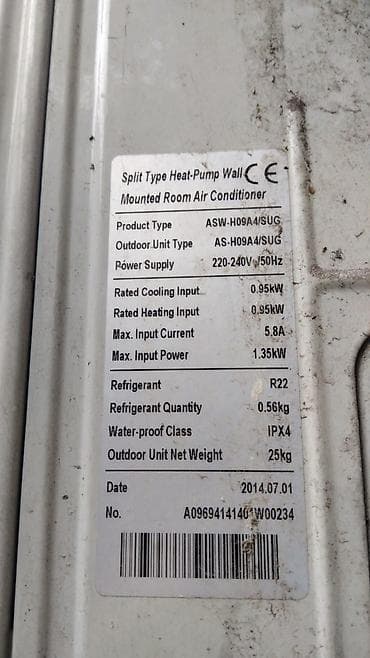 Split Type Heat-Pump Wall CE
Mounted Room Air Conditioner
Product Type ASW-H09A4/SUG
Outdoor Unit Type AS-H09A4/SUG
Power Supply 220-240V~/50Hz
Rated Cooling Input 0.95kW
Rated Heating Input 0.95kW
Max. Input Current 5.8A
Max. Input Power 1.35kW
Refrigerant R22
Refrigerant Quantity 0.56kg
Water-proof Class IPX4
Outdoor Unit Net Weight 25kg
Date 2014.07.01
No. A09694141401W00234